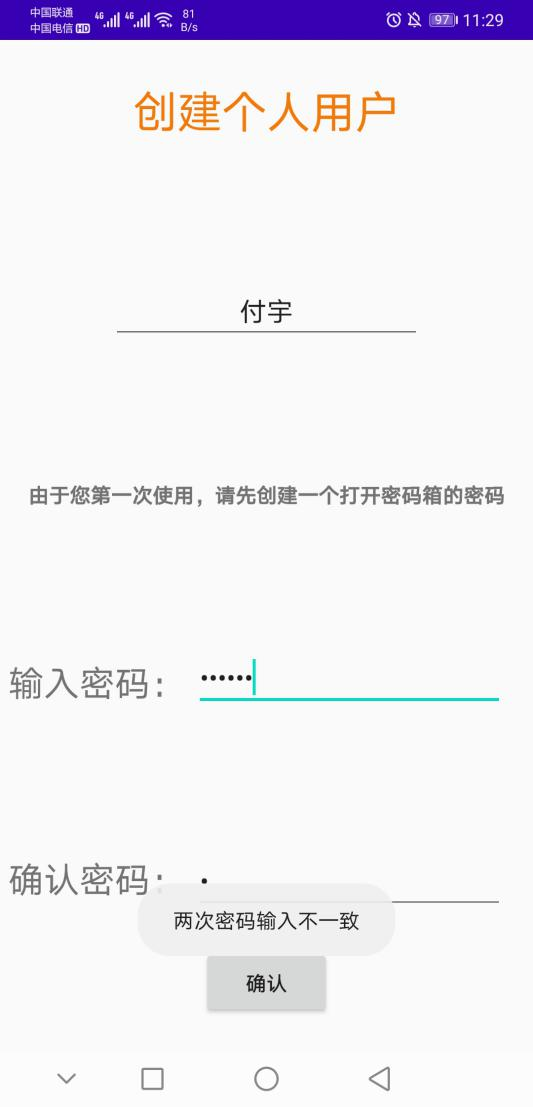 中国联通
中国电信 HD
4G 4G
81
B/s
97 11:29
创建个人用户
付宇
由于您第一次使用，请先创建一个打开密码箱的密码
输入密码： ••••••
确认密码： •
两次密码输入不一致
确认